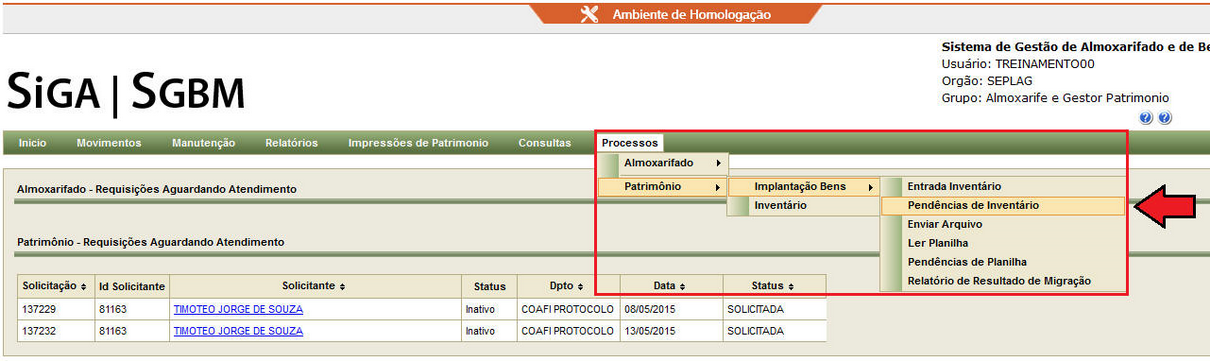 Ambiente de Homologação
Sistema de Gestão de Almoxarifado e de Be
Usuário: TREINAMENTO00
Orgão: SEPLAG
Grupo: Almoxarife e Gestor Patrimonio
SIGA | SGBM
? ?
Inicio Movimentos Manutenção Relatórios Impressões de Patrimonio Consultas Processos
Almoxarifado
Patrimônio Implantação Bens Entrada Inventário
Inventário Pendências de Inventário
Enviar Arquivo
Ler Planilha
Pendências de Planilha
Relatório de Resultado de Migração
Almoxarifado - Requisições Aguardando Atendimento
Patrimônio - Requisições Aguardando Atendimento
Solicitação Id Solicitante Solicitante Status Dpto Data Status
137229 81163 TIMOTEO JORGE DE SOUZA Inativo COAFI PROTOCOLO 08/05/2015 SOLICITADA
137232 81163 TIMOTEO JORGE DE SOUZA Inativo COAFI PROTOCOLO 13/05/2015 SOLICITADA